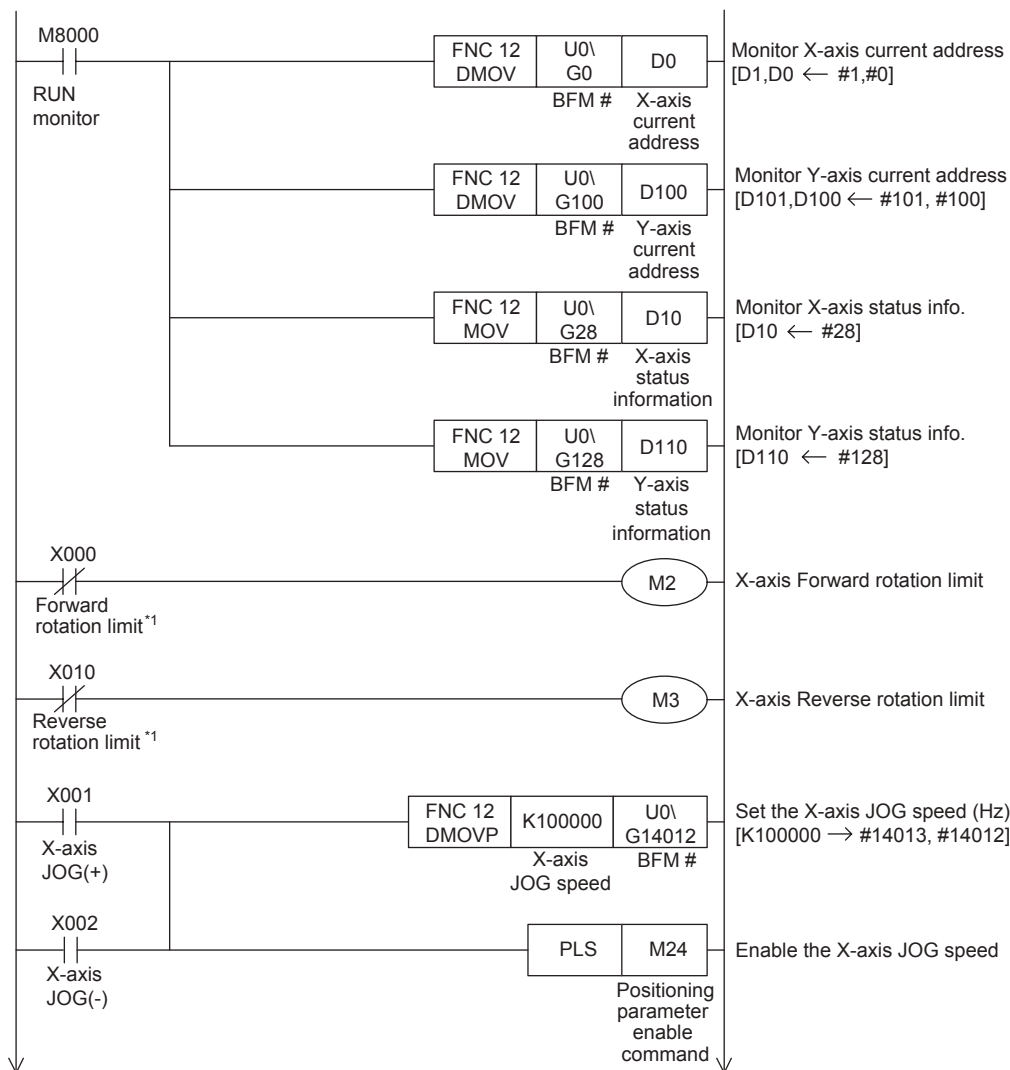 M8000
RUN
monitor
FNC 12
DMOV
U0\
G0
D0
BFM #
X-axis
current
address
Monitor X-axis current address
[D1,D0 ← #1,#0]
FNC 12
DMOV
U0\
G100
D100
BFM #
Y-axis
current
address
Monitor Y-axis current address
[D101,D100 ← #101, #100]
FNC 12
MOV
U0\
G28
D10
BFM #
X-axis
status
information
Monitor X-axis status info.
[D10 ← #28]
FNC 12
MOV
U0\
G128
D110
BFM #
Y-axis
status
information
Monitor Y-axis status info.
[D110 ← #128]
X000
Forward
rotation limit*1
M2
X-axis Forward rotation limit
X010
Reverse
rotation limit *1
M3
X-axis Reverse rotation limit
X001
X-axis
JOG(+)
FNC 12
DMOVP
K100000
X-axis
JOG speed
U0\
G14012
BFM #
Set the X-axis JOG speed (Hz)
[K100000 → #14013, #14012]
X002
X-axis
JOG(-)
PLS
M24
Positioning
parameter
enable
command
Enable the X-axis JOG speed